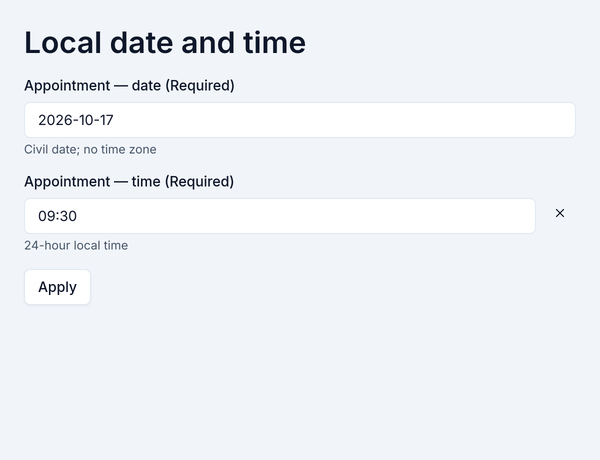 Local date and time
Appointment — date (Required)
2026-10-17
Civil date; no time zone
Appointment — time (Required)
09:30
24-hour local time
Apply